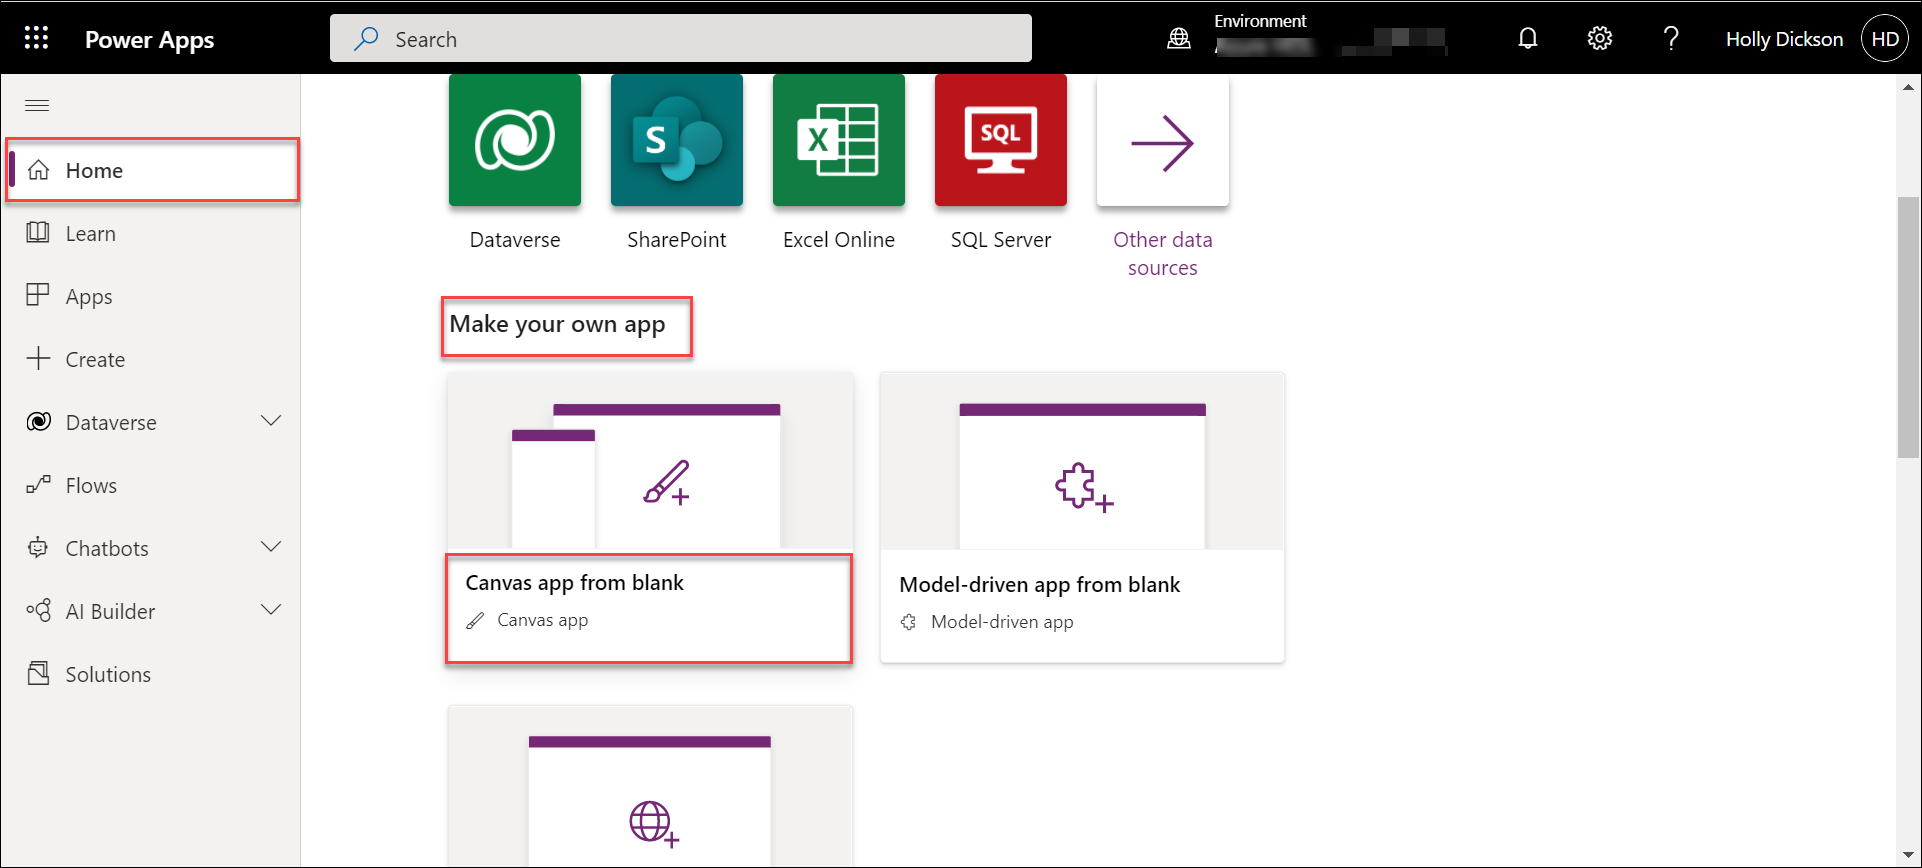 Power Apps
Search
Environment
Holly Dickson
HD
Home
Learn
Apps
Create
Dataverse
Flows
Chatbots
AI Builder
Solutions
S
X
SQL
Dataverse
SharePoint
Excel Online
SQL Server
Other data
sources
Make your own app
Canvas app from blank
Canvas app
Model-driven app from blank
Model-driven app